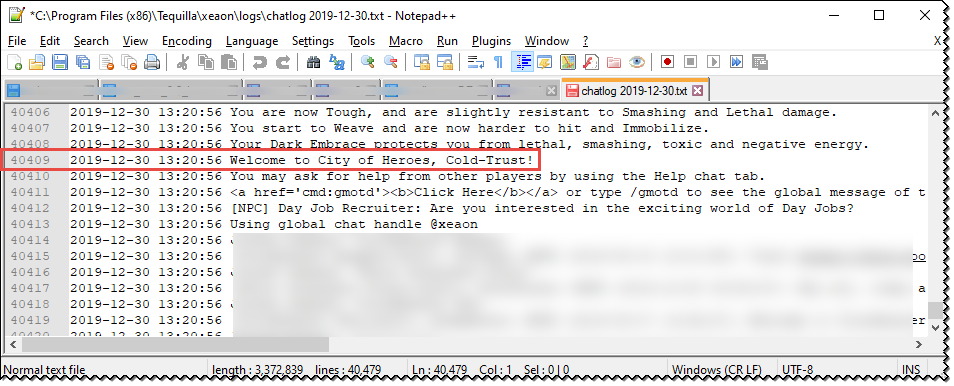 *C:\Program Files (x86)\Tequilla\xeaon\logs\chatlog 2019-12-30.txt - Notepad++
File Edit Search View Encoding Language Settings Tools Macro Run Plugins Window ? X
chatlog 2019-12-30.txt
40406 2019-12-30 13:20:56 You are now Tough, and are slightly resistant to Smashing and Lethal damage.
40407 2019-12-30 13:20:56 You start to Weave and are now harder to hit and Immobilize.
40408 2019-12-30 13:20:56 Your Dark Embrace protects you from lethal, smashing, toxic and negative energy.
40409 2019-12-30 13:20:56 Welcome to City of Heroes, Cold-Trust!
40410 2019-12-30 13:20:56 You may ask for help from other players by using the Help chat tab.
40411 2019-12-30 13:20:56 <a href='cmd:gmotd'><b>Click Here</b></a> or type /gmotd to see the global message of t
40412 2019-12-30 13:20:56 [NPC] Day Job Recruiter: Are you interested in the exciting world of Day Jobs?
40413 2019-12-30 13:20:56 Using global chat handle @xeaon
40414 2019-12-30 13:20:56
40415 2019-12-30 13:20:56 oo
40416 2019-12-30 13:20:56
40417 2019-12-30 13:20:56 a
40418 2019-12-30 13:20:56
40419 2019-12-30 13:20:56 er
40420 2019-12-30 13:20:56
Normal text file length : 3,372,839 lines : 40,479 Ln : 40,479 Col : 1 Sel : 0 | 0 Windows (CR LF) UTF-8 INS